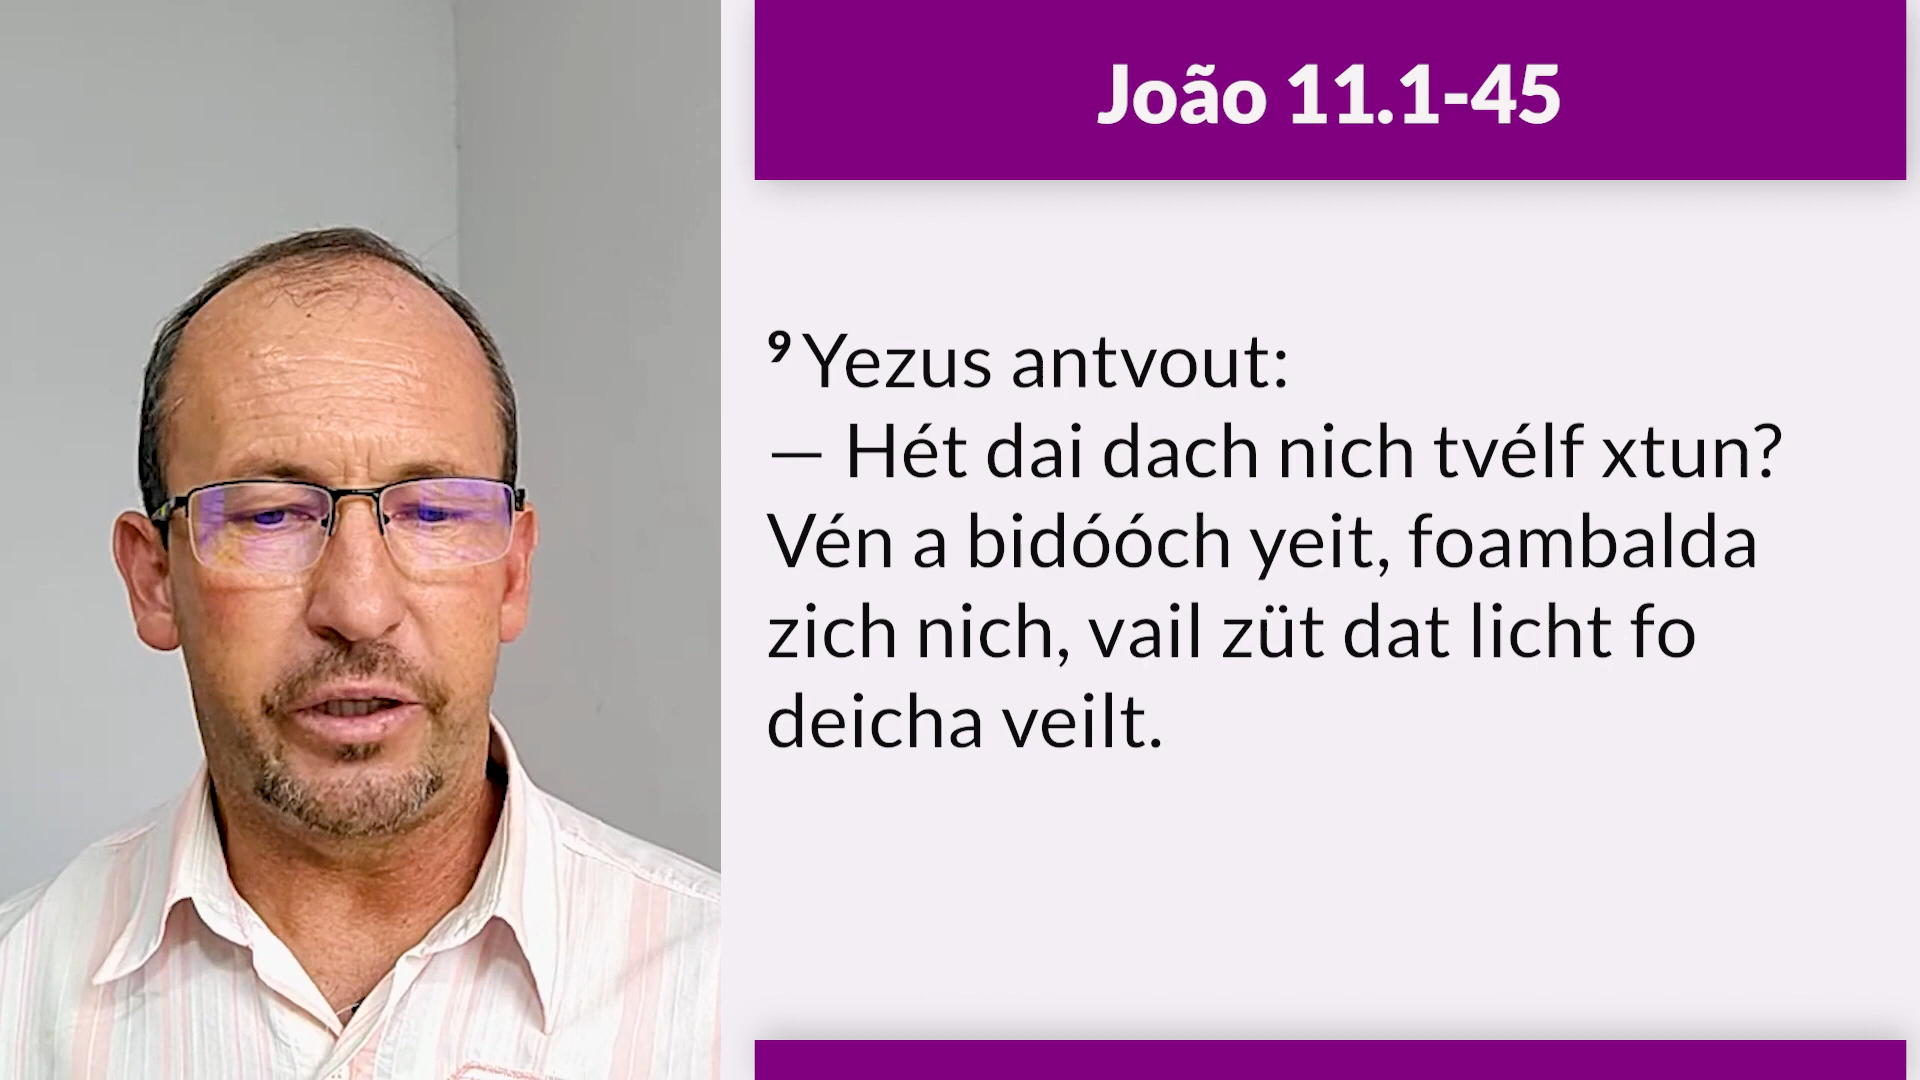 João 11.1-45
⁹ Yezus antvout:
— Hét dai dach nich tvélf xtun?
Vén a bidóóch yeit, foambalda
zich nich, vail züt dat licht fo
deicha veilt.